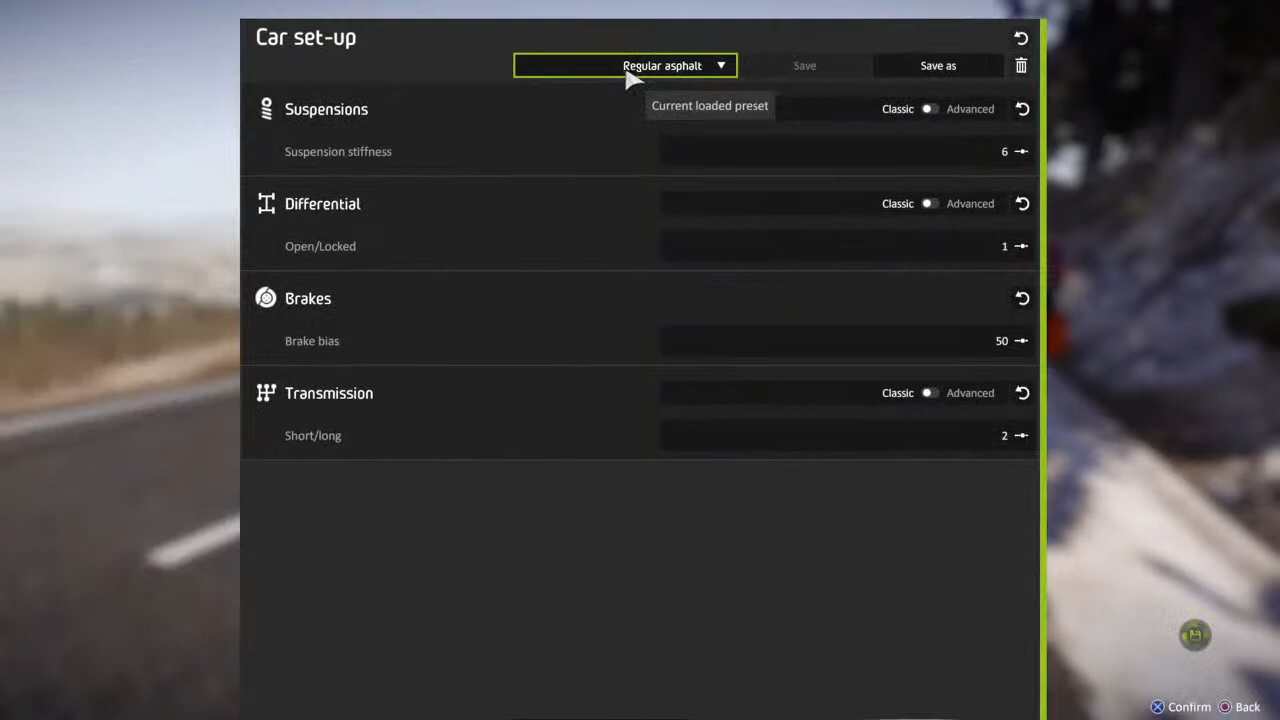 Car set-up
Regular asphalt
Save
Save as
Current loaded preset
Suspensions
Classic
Advanced
Suspension stiffness
6
Differential
Classic
Advanced
Open/Locked
1
Brakes
Brake bias
50
Transmission
Classic
Advanced
Short/long
2
Confirm
Back